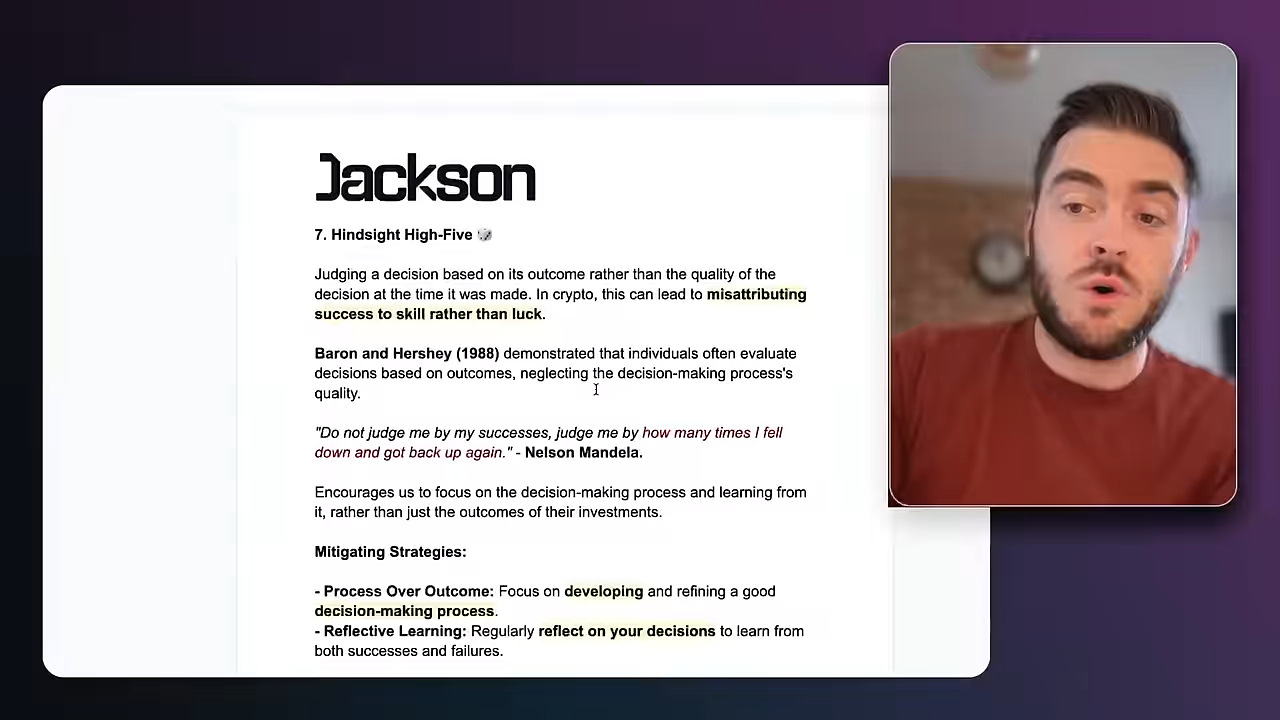 Jackson
7. Hindsight High-Five 🎲
Judging a decision based on its outcome rather than the quality of the
decision at the time it was made. In crypto, this can lead to misattributing
success to skill rather than luck.
Baron and Hershey (1988) demonstrated that individuals often evaluate
decisions based on outcomes, neglecting the decision-making process's
quality.
"Do not judge me by my successes, judge me by how many times I fell
down and got back up again." - Nelson Mandela.
Encourages us to focus on the decision-making process and learning from
it, rather than just the outcomes of their investments.
Mitigating Strategies:
- Process Over Outcome: Focus on developing and refining a good
decision-making process.
- Reflective Learning: Regularly reflect on your decisions to learn from
both successes and failures.